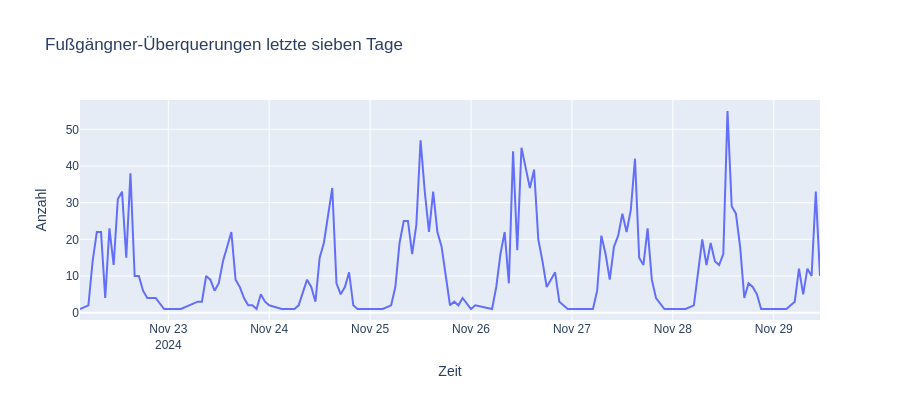 Fußgängner-Überquerungen letzte sieben Tage
50
40
30
20
10
0
Anzahl
Nov 23
2024
Nov 24
Nov 25
Nov 26
Nov 27
Nov 28
Nov 29
Zeit